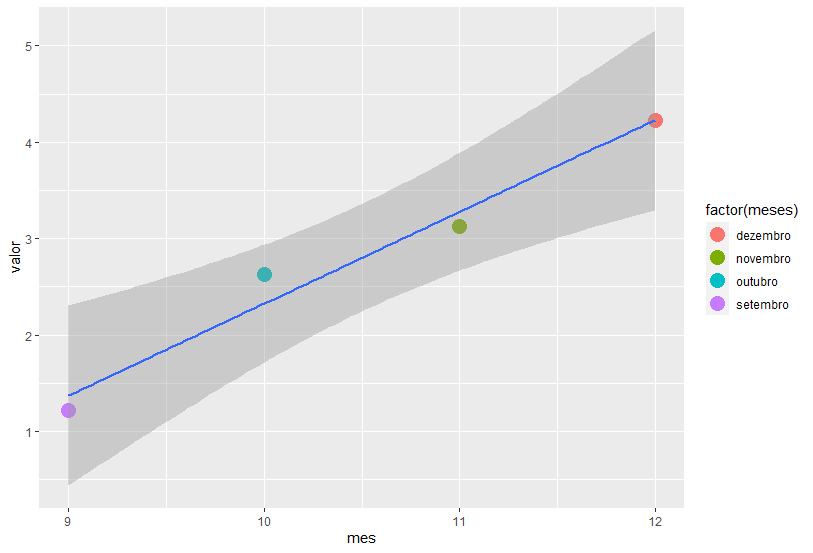 5
4
3
2
1
valor
9
10
11
12
mes
factor(meses)
dezembro
novembro
outubro
setembro